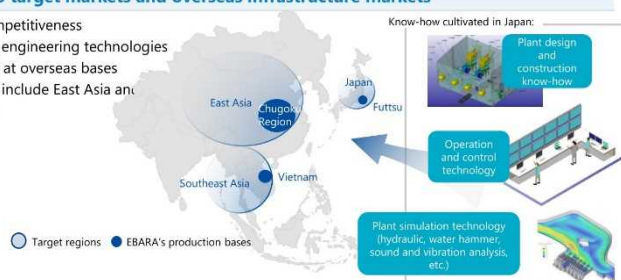 target markets and overseas infrastructure markets
mpetitiveness
engineering technologies
at overseas bases
include East Asia and
Know-how cultivated in Japan:
Plant design
and
construction
know-how
Japan
Futtsu
East Asia
Chugoku
Region
Operation
and control
technology
Vietnam
Southeast Asia
Plant simulation technology
(hydraulic, water hammer,
sound and vibration analysis,
etc.)
Target regions
EBARA's production bases